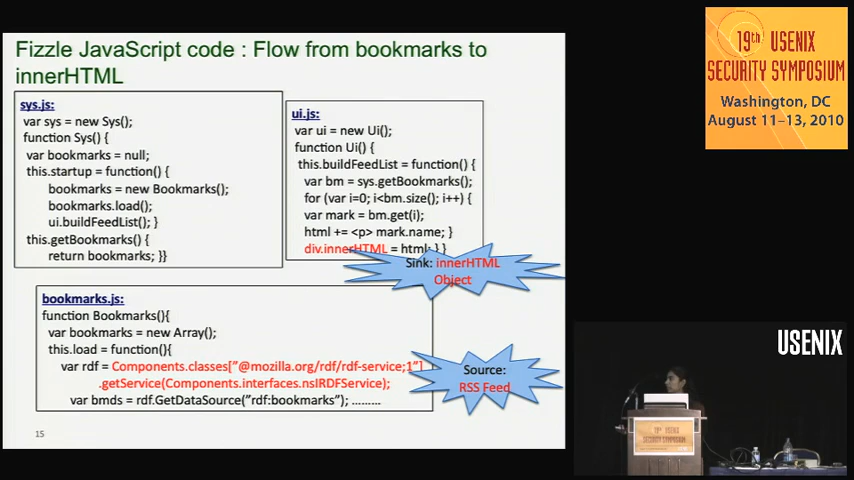 Fizzle JavaScript code : Flow from bookmarks to
innerHTML
sys.js:
var sys = new Sys();
function Sys() {
var bookmarks = null;
this.startup = function() {
bookmarks = new Bookmarks();
bookmarks.load();
ui.buildFeedList(); }
this.getBookmarks() {
return bookmarks; }}
ui.js:
var ui = new Ui();
function Ui() {
this.buildFeedList = function() {
var bm = sys.getBookmarks();
for (var i=0; i<bm.size(); i++) {
var mark = bm.get(i);
html += <p> mark.name; }
div.innerHTML = html; } }
Sink: innerHTML
Object
bookmarks.js:
function Bookmarks(){
var bookmarks = new Array();
this.load = function(){
var rdf = Components.classes["@mozilla.org/rdf/rdf-service;1"]
.getService(Components.interfaces.nsIRDFService);
var bmds = rdf.GetDataSource("rdf:bookmarks"); ………
Source:
RSS Feed
15
19th USENIX
SECURITY SYMPOSIUM
Washington, DC
August 11–13, 2010
USENIX
19th USENIX
SECURITY SYMPOSIUM